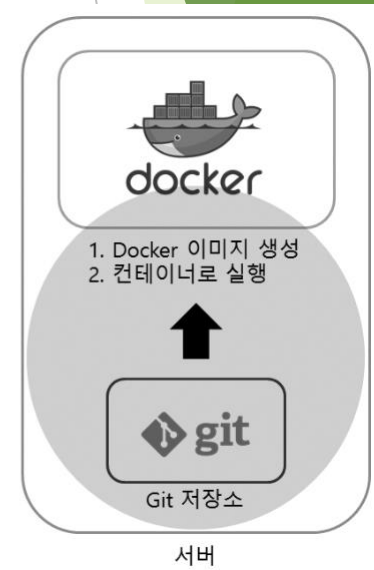 docker
1. Docker 이미지 생성
2. 컨테이너로 실행
git
Git 저장소
서버